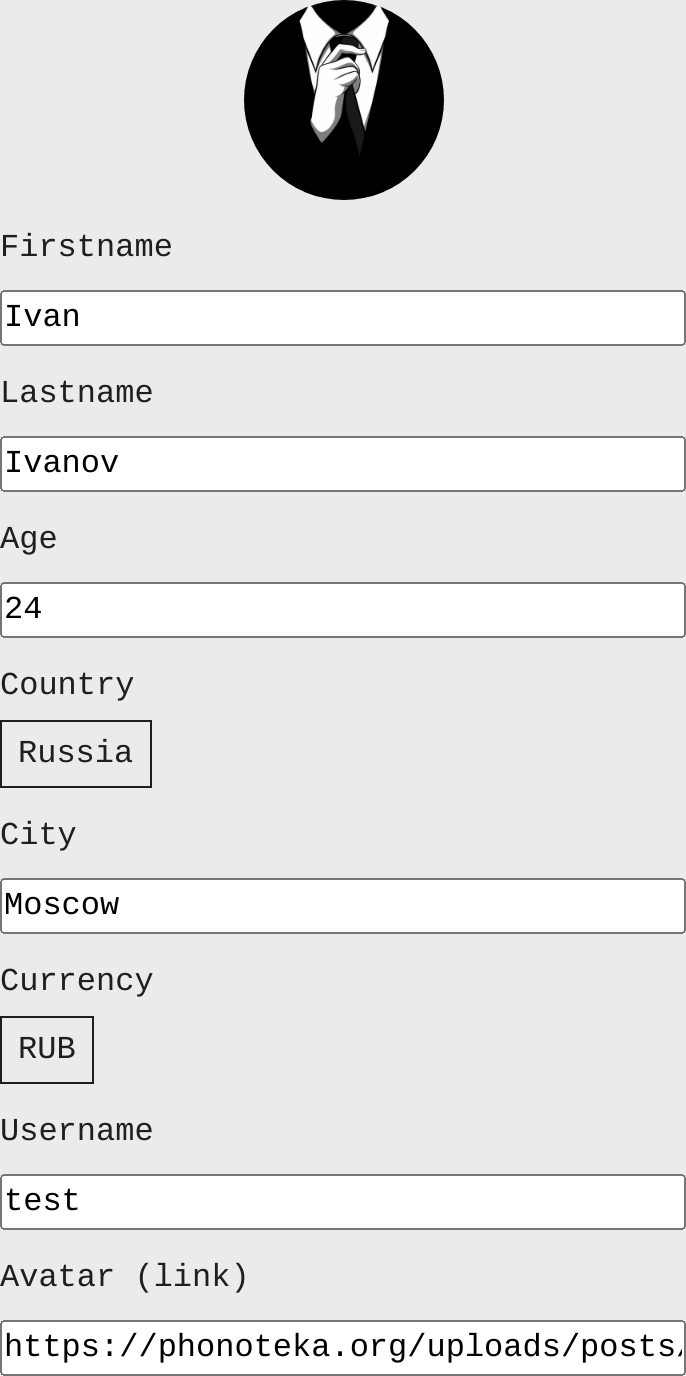 Firstname
Ivan
Lastname
Ivanov
Age
24
Country
Russia
City
Moscow
Currency
RUB
Username
test
Avatar (link)
https://phonoteka.org/uploads/posts/